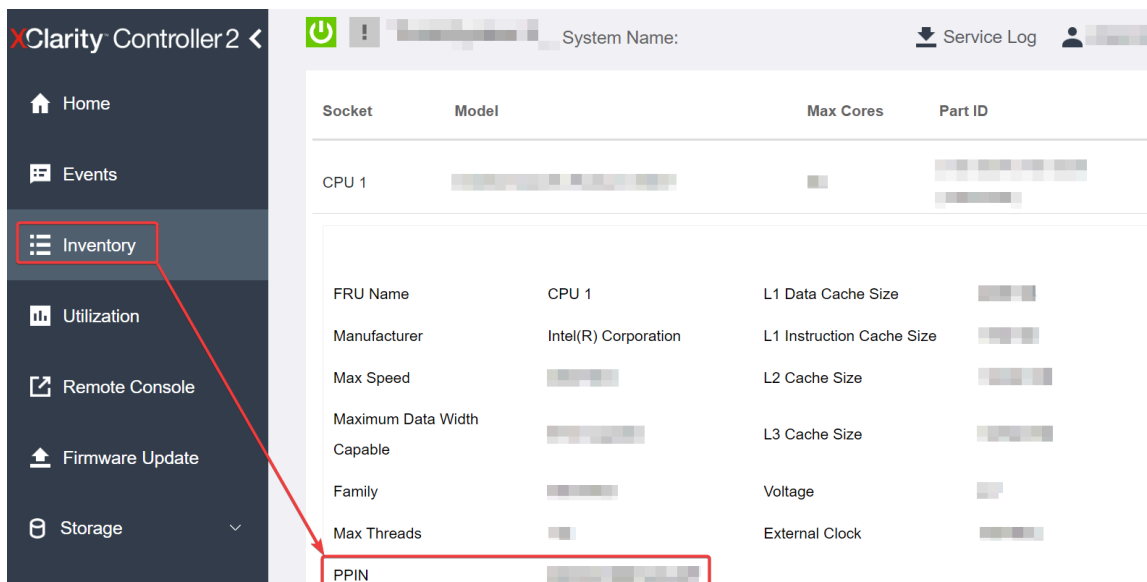 XClarity Controller 2
System Name:
Service Log
Home
Events
Inventory
Utilization
Remote Console
Firmware Update
Storage
Socket Model Max Cores Part ID
CPU 1
FRU Name CPU 1 L1 Data Cache Size
Manufacturer Intel(R) Corporation L1 Instruction Cache Size
Max Speed L2 Cache Size
Maximum Data Width
Capable
L3 Cache Size
Family Voltage
Max Threads External Clock
PPIN